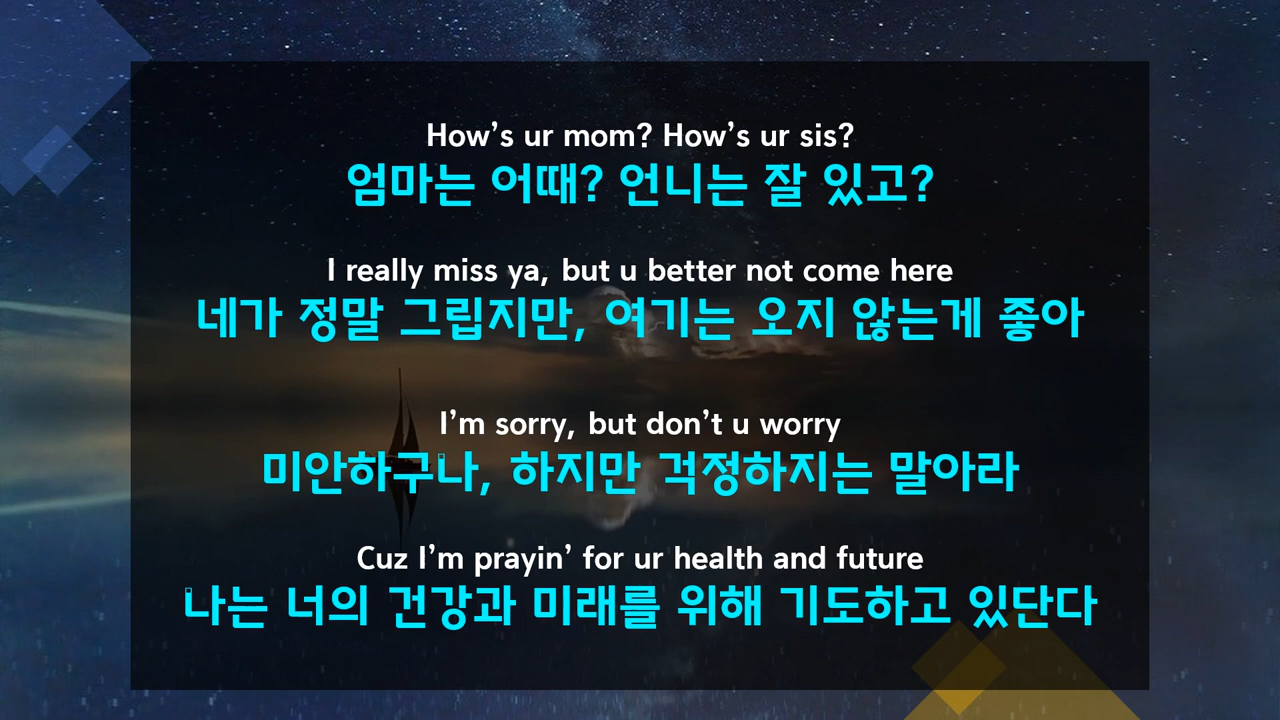 How’s ur mom? How’s ur sis?
엄마는 어때? 언니는 잘 있고?
I really miss ya, but u better not come here
네가 정말 그립지만, 여기는 오지 않는게 좋아
I’m sorry, but don’t u worry
미안하구나, 하지만 걱정하지는 말아라
Cuz I’m prayin’ for ur health and future
나는 너의 건강과 미래를 위해 기도하고 있단다